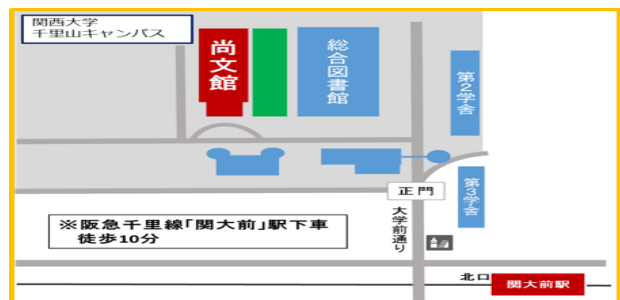 関西大学
千里山キャンパス
尚文館
総合図書館
第2学舎
第3学舎
正門
大学前通り
※阪急千里線「関大前」駅下車
徒歩10分
北口
関大前駅